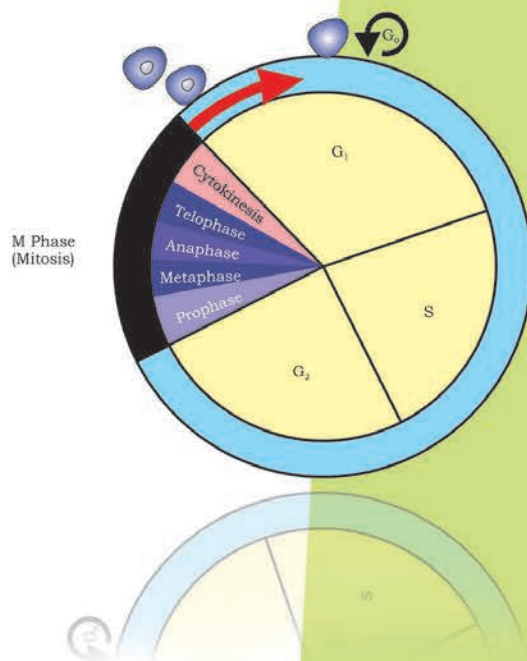 G₀
G₁
Cytokinesis
Telophase
Anaphase
Metaphase
Prophase
M Phase
(Mitosis)
S
G₂
S